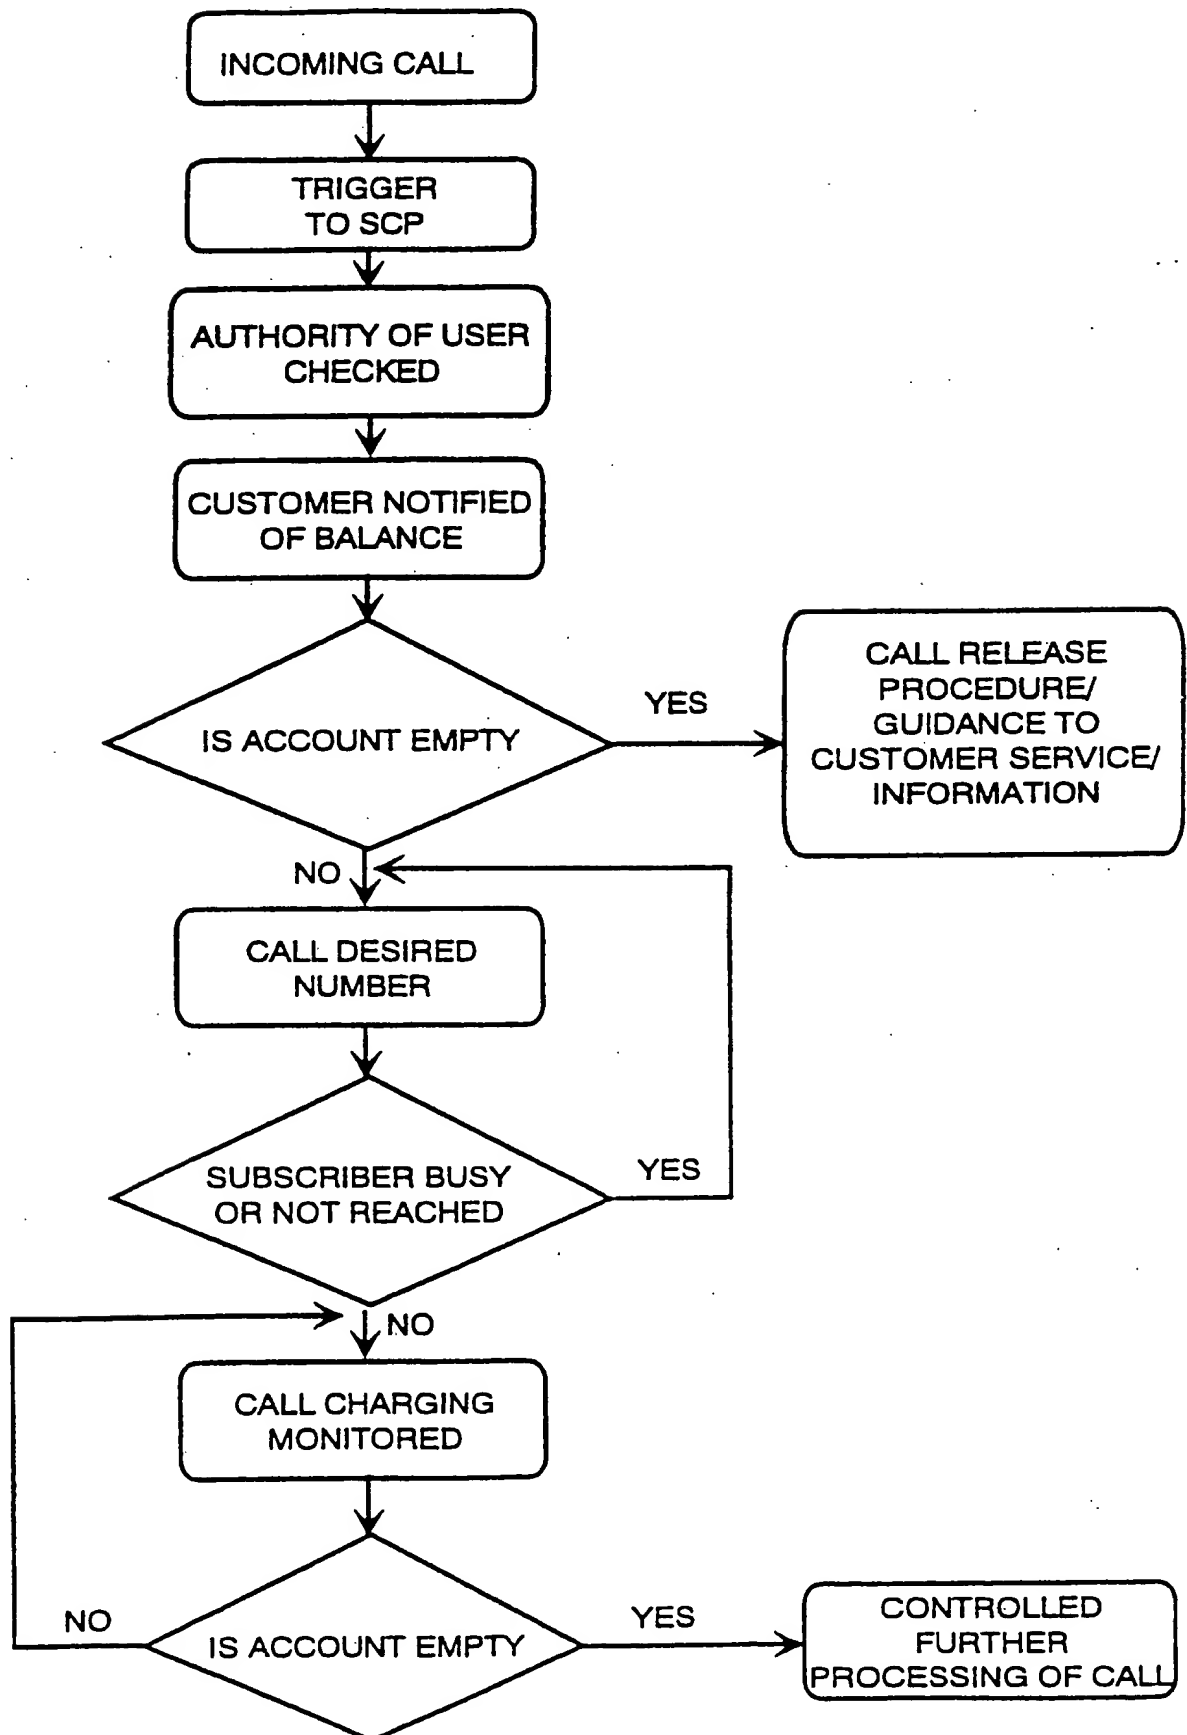 INCOMING CALL
TRIGGER
TO SCP
AUTHORITY OF USER
CHECKED
CUSTOMER NOTIFIED
OF BALANCE
IS ACCOUNT EMPTY
YES
CALL RELEASE
PROCEDURE/
GUIDANCE TO
CUSTOMER SERVICE/
INFORMATION
NO
CALL DESIRED
NUMBER
SUBSCRIBER BUSY
OR NOT REACHED
YES
NO
CALL CHARGING
MONITORED
NO
IS ACCOUNT EMPTY
YES
CONTROLLED
FURTHER
PROCESSING OF CALL